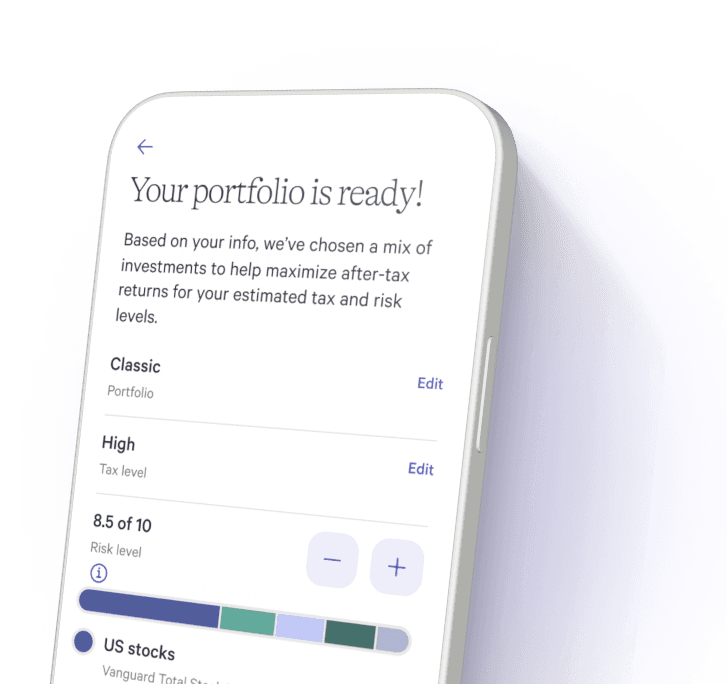 Your portfolio is ready!
Based on your info, we've chosen a mix of
investments to help maximize after-tax
returns for your estimated tax and risk
levels.
Classic
Edit
Portfolio
High
Edit
Tax level
8.5 of 10
Risk level
US stocks
Vanguard Total